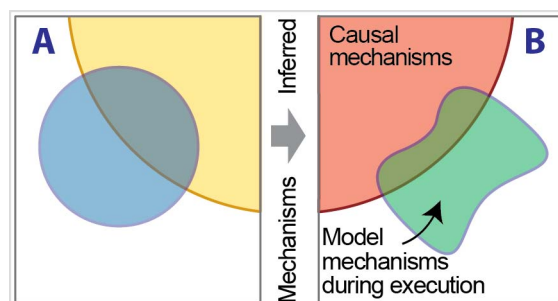 A
Mechanisms Inferred
Causal
mechanisms
B
Model
mechanisms
during execution